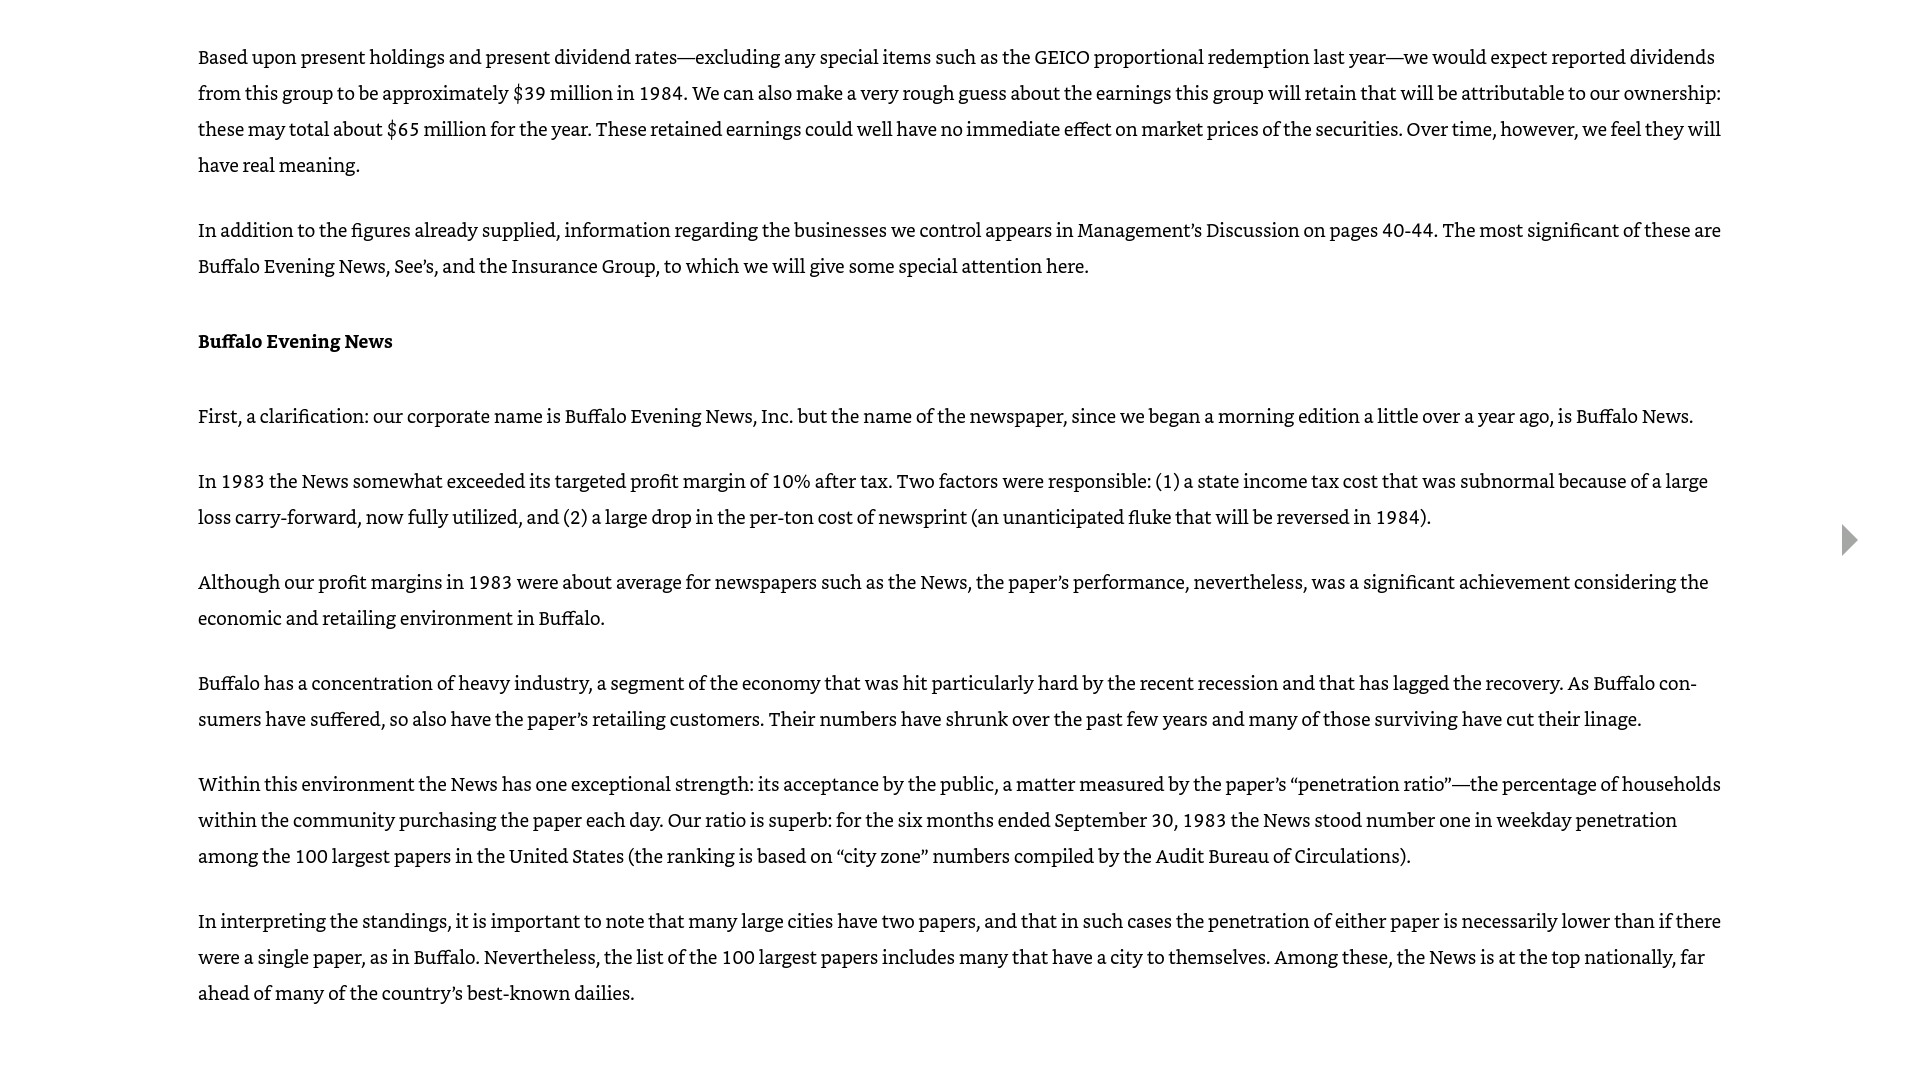 Based upon present holdings and present dividend rates—excluding any special items such as the GEICO proportional redemption last year—we would expect reported dividends
from this group to be approximately $39 million in 1984. We can also make a very rough guess about the earnings this group will retain that will be attributable to our ownership:
these may total about $65 million for the year. These retained earnings could well have no immediate effect on market prices of the securities. Over time, however, we feel they will
have real meaning.
In addition to the figures already supplied, information regarding the businesses we control appears in Management’s Discussion on pages 40-44. The most significant of these are
Buffalo Evening News, See’s, and the Insurance Group, to which we will give some special attention here.
Buffalo Evening News
First, a clarification: our corporate name is Buffalo Evening News, Inc. but the name of the newspaper, since we began a morning edition a little over a year ago, is Buffalo News.
In 1983 the News somewhat exceeded its targeted profit margin of 10% after tax. Two factors were responsible: (1) a state income tax cost that was subnormal because of a large
loss carry-forward, now fully utilized, and (2) a large drop in the per-ton cost of newsprint (an unanticipated fluke that will be reversed in 1984).
Although our profit margins in 1983 were about average for newspapers such as the News, the paper’s performance, nevertheless, was a significant achievement considering the
economic and retailing environment in Buffalo.
Buffalo has a concentration of heavy industry, a segment of the economy that was hit particularly hard by the recent recession and that has lagged the recovery. As Buffalo con-
sumers have suffered, so also have the paper’s retailing customers. Their numbers have shrunk over the past few years and many of those surviving have cut their linage.
Within this environment the News has one exceptional strength: its acceptance by the public, a matter measured by the paper’s “penetration ratio”—the percentage of households
within the community purchasing the paper each day. Our ratio is superb: for the six months ended September 30, 1983 the News stood number one in weekday penetration
among the 100 largest papers in the United States (the ranking is based on “city zone” numbers compiled by the Audit Bureau of Circulations).
In interpreting the standings, it is important to note that many large cities have two papers, and that in such cases the penetration of either paper is necessarily lower than if there
were a single paper, as in Buffalo. Nevertheless, the list of the 100 largest papers includes many that have a city to themselves. Among these, the News is at the top nationally, far
ahead of many of the country’s best-known dailies.